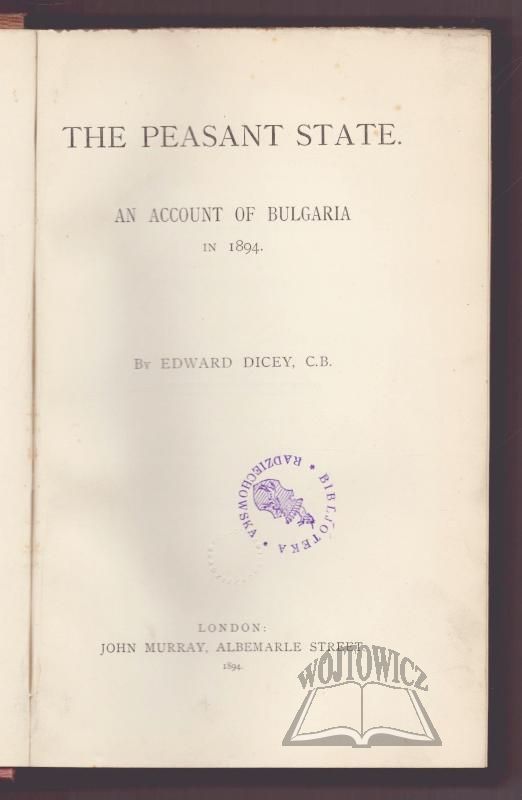 THE PEASANT STATE.
AN ACCOUNT OF BULGARIA
IN 1894.
BY EDWARD DICEY, C.B.
BIBLJOTEKA * RADZIECHOWSKA *
LONDON:
JOHN MURRAY, ALBEMARLE STREET
1894.
WÓJTOWICZ